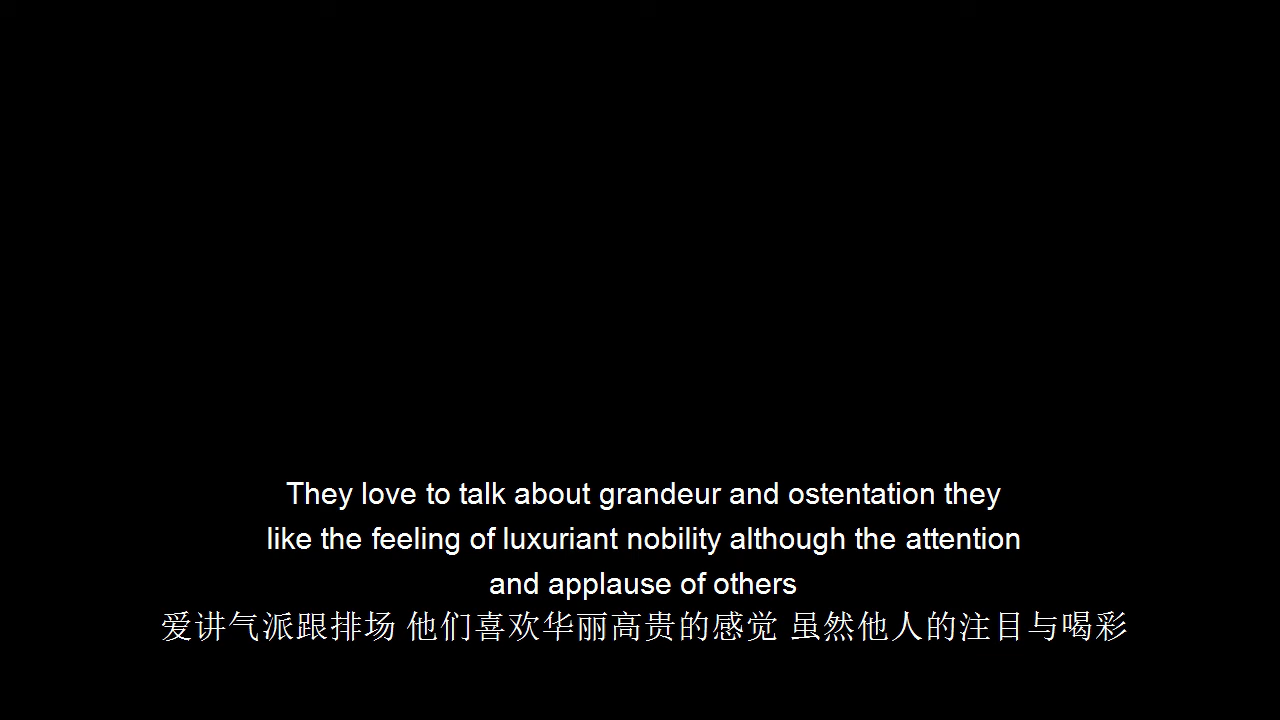 They love to talk about grandeur and ostentation they
like the feeling of luxuriant nobility although the attention
and applause of others
爱讲气派跟排场 他们喜欢华丽高贵的感觉 虽然他人的注目与喝彩